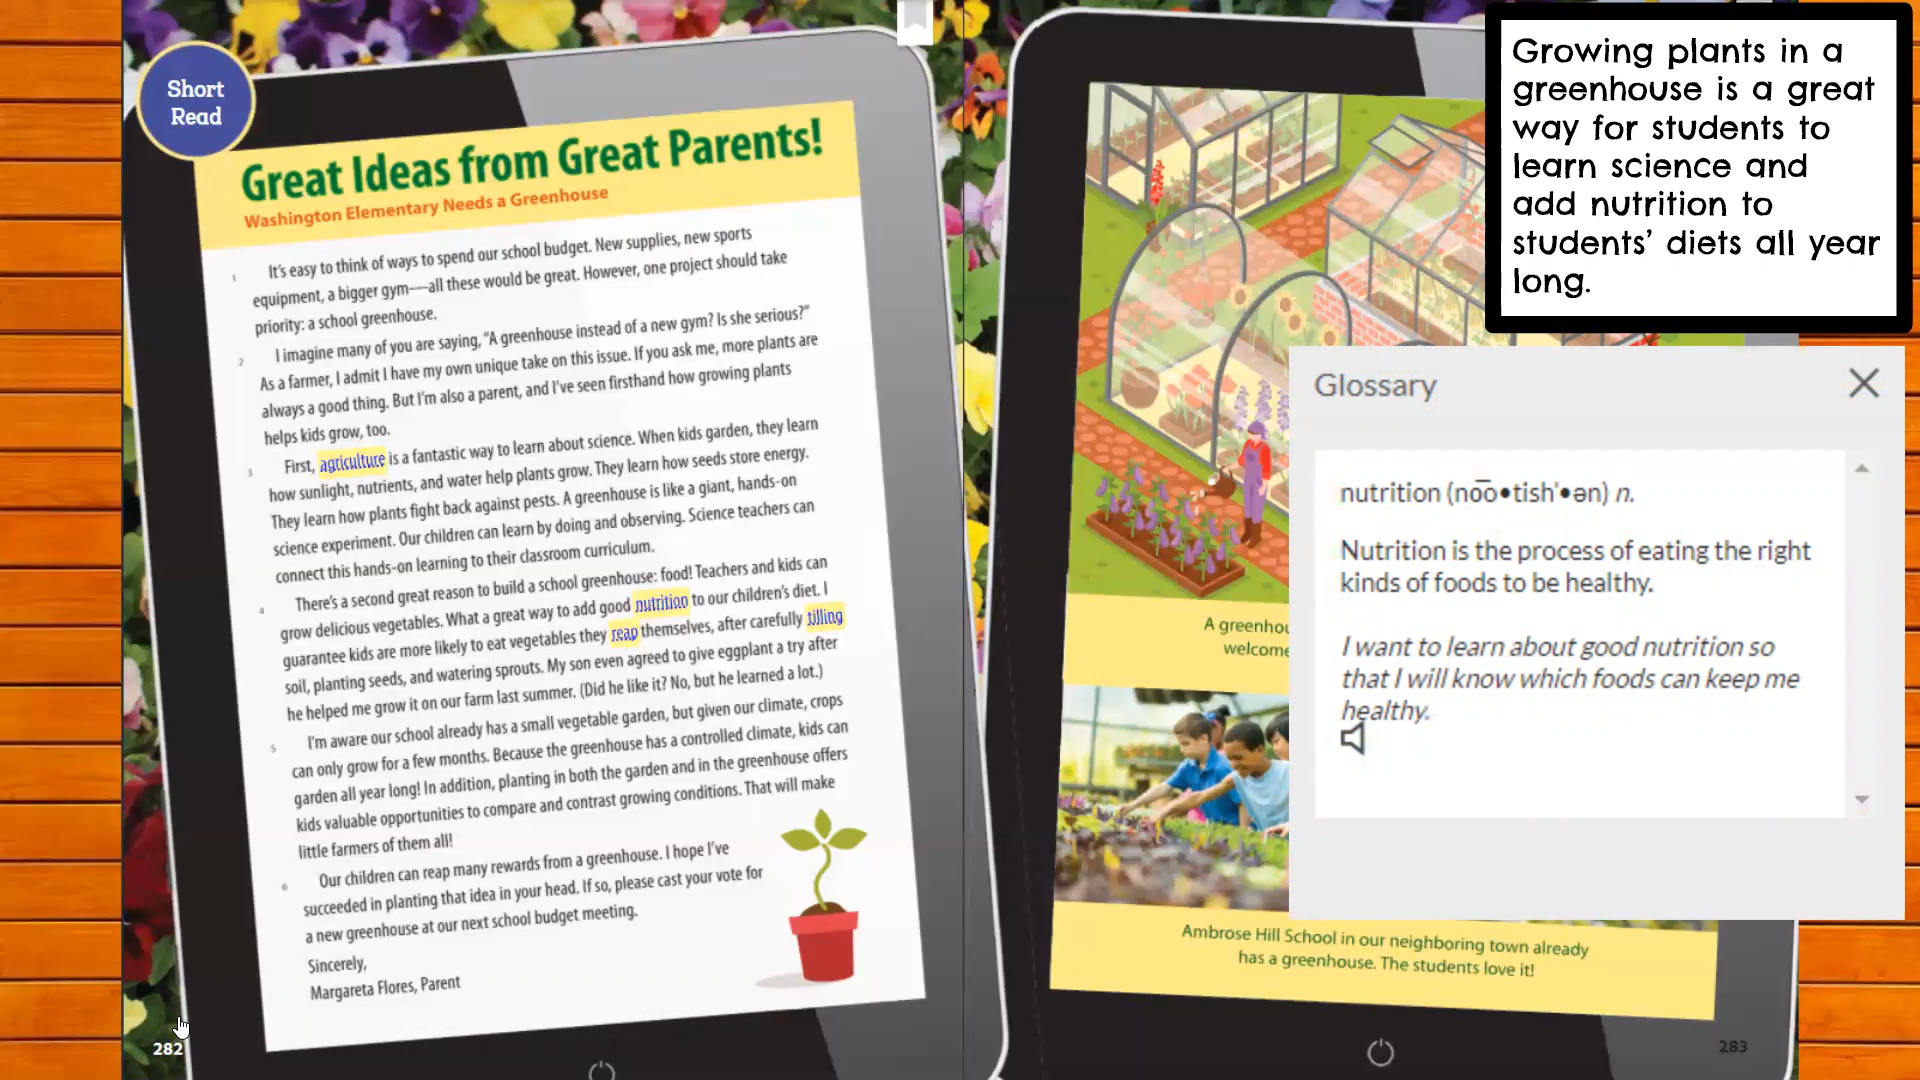 Short
Read
Great Ideas from Great Parents!
Washington Elementary Needs a Greenhouse
1 It's easy to think of ways to spend our school budget. New supplies, new sports
equipment, a bigger gym—all these would be great. However, one project should take
priority: a school greenhouse.
2 I imagine many of you are saying, "A greenhouse instead of a new gym? Is she serious?"
As a farmer, I admit I have my own unique take on this issue. If you ask me, more plants are
always a good thing. But I'm also a parent, and I've seen firsthand how growing plants
helps kids grow, too.
3 First, agriculture is a fantastic way to learn about science. When kids garden, they learn
how sunlight, nutrients, and water help plants grow. They learn how seeds store energy.
They learn how plants fight back against pests. A greenhouse is like a giant, hands-on
science experiment. Our children can learn by doing and observing. Science teachers can
connect this hands-on learning to their classroom curriculum.
4 There's a second great reason to build a school greenhouse: food! Teachers and kids can
grow delicious vegetables. What a great way to add good nutrition to our children's diet. I
guarantee kids are more likely to eat vegetables they reap themselves, after carefully tilling
soil, planting seeds, and watering sprouts. My son even agreed to give eggplant a try after
he helped me grow it on our farm last summer. (Did he like it? No, but he learned a lot.)
5 I'm aware our school already has a small vegetable garden, but given our climate, crops
can only grow for a few months. Because the greenhouse has a controlled climate, kids can
garden all year long! In addition, planting in both the garden and in the greenhouse offers
kids valuable opportunities to compare and contrast growing conditions. That will make
little farmers of them all!
6 Our children can reap many rewards from a greenhouse. I hope I've
succeeded in planting that idea in your head. If so, please cast your vote for
a new greenhouse at our next school budget meeting.
Sincerely,
Margareta Flores, Parent
282
Growing plants in a
greenhouse is a great
way for students to
learn science and
add nutrition to
students' diets all year
long.
Glossary
nutrition (no͞o•tish'•ən) n.
Nutrition is the process of eating the right
kinds of foods to be healthy.
I want to learn about good nutrition so
that I will know which foods can keep me
healthy.
A greenhou
welcome
Ambrose Hill School in our neighboring town already
has a greenhouse. The students love it!
283